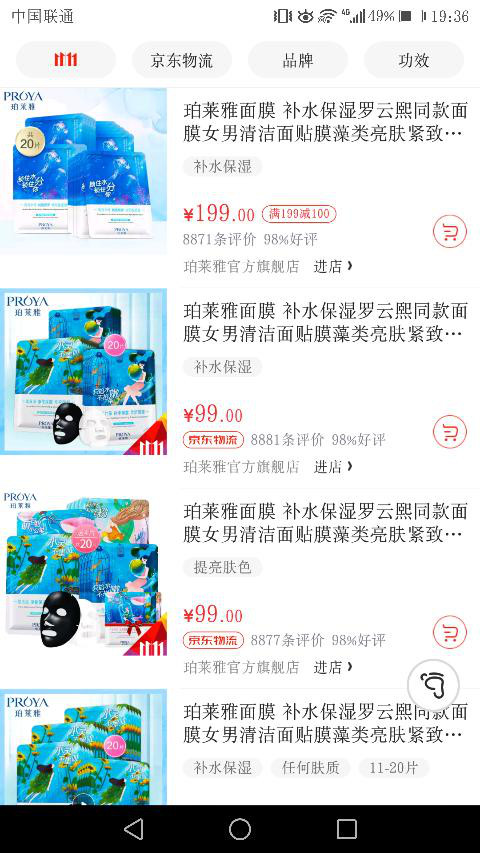 中国联通
4G
49%
19:36
京东物流
品牌
功效
PROYA
珀莱雅
共
20片
珀莱雅面膜 补水保湿罗云熙同款面
膜女男清洁面贴膜藻类亮肤紧致…
补水保湿
¥199.00 满199减100
8871条评价 98%好评
珀莱雅官方旗舰店 进店
PROYA
珀莱雅
20片
珀莱雅面膜 补水保湿罗云熙同款面
膜女男清洁面贴膜藻类亮肤紧致…
补水保湿
¥99.00
京东物流 8881条评价 98%好评
珀莱雅官方旗舰店 进店
PROYA
珀莱雅
珀莱雅面膜 补水保湿罗云熙同款面
膜女男清洁面贴膜藻类亮肤紧致…
提亮肤色
¥99.00
京东物流 8877条评价 98%好评
珀莱雅官方旗舰店 进店
PROYA
珀莱雅
20片
珀莱雅面膜 补水保湿罗云熙同款面
膜女男清洁面贴膜藻类亮肤紧致…
补水保湿 任何肤质 11-20片